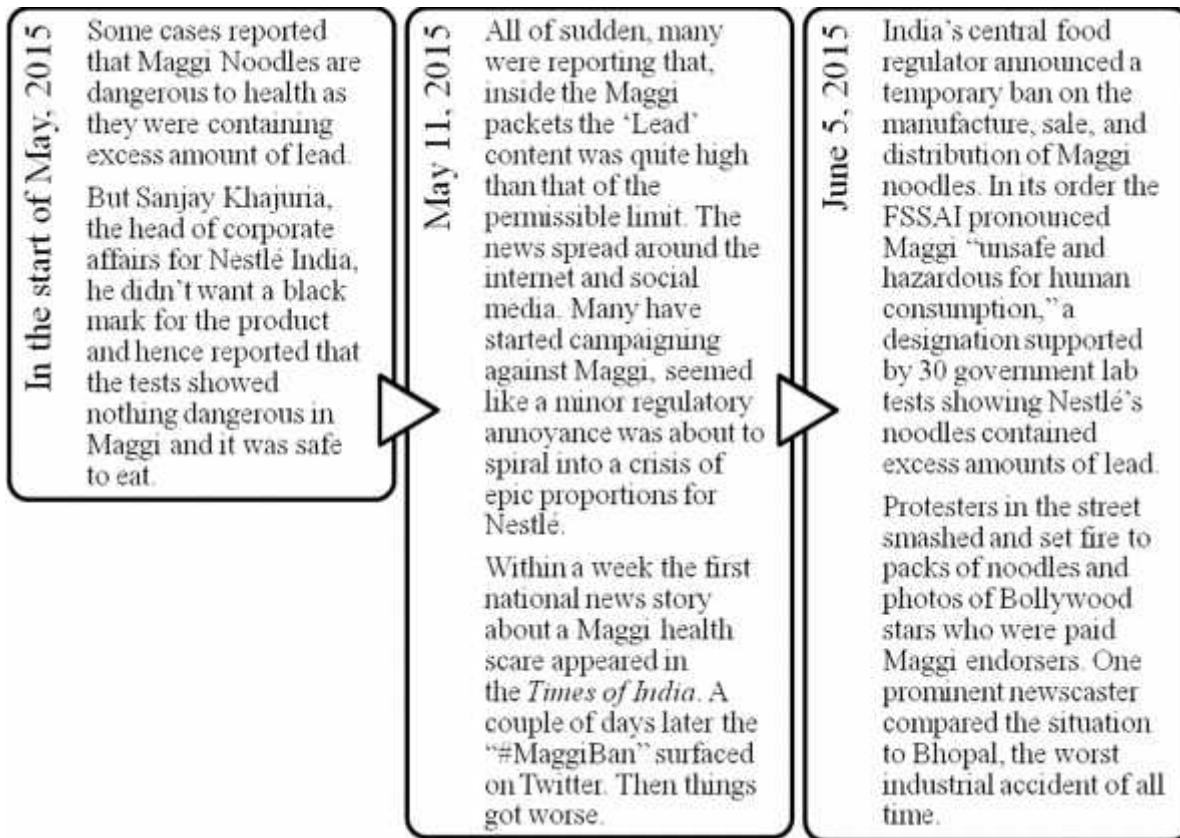 In the start of May, 2015
Some cases reported
that Maggi Noodles are
dangerous to health as
they were containing
excess amount of lead.
But Sanjay Khajuria,
the head of corporate
affairs for Nestlé India,
he didn't want a black
mark for the product
and hence reported that
the tests showed
nothing dangerous in
Maggi and it was safe
to eat.
May 11, 2015
All of sudden, many
were reporting that,
inside the Maggi
packets the ‘Lead’
content was quite high
than that of the
permissible limit. The
news spread around the
internet and social
media. Many have
started campaigning
against Maggi, seemed
like a minor regulatory
annoyance was about to
spiral into a crisis of
epic proportions for
Nestlé.
Within a week the first
national news story
about a Maggi health
scare appeared in
the Times of India. A
couple of days later the
“#MaggiBan” surfaced
on Twitter. Then things
got worse.
June 5, 2015
India’s central food
regulator announced a
temporary ban on the
manufacture, sale, and
distribution of Maggi
noodles. In its order the
FSSAI pronounced
Maggi “unsafe and
hazardous for human
consumption,” a
designation supported
by 30 government lab
tests showing Nestlé’s
noodles contained
excess amounts of lead.
Protesters in the street
smashed and set fire to
packs of noodles and
photos of Bollywood
stars who were paid
Maggi endorsers. One
prominent newscaster
compared the situation
to Bhopal, the worst
industrial accident of all
time.